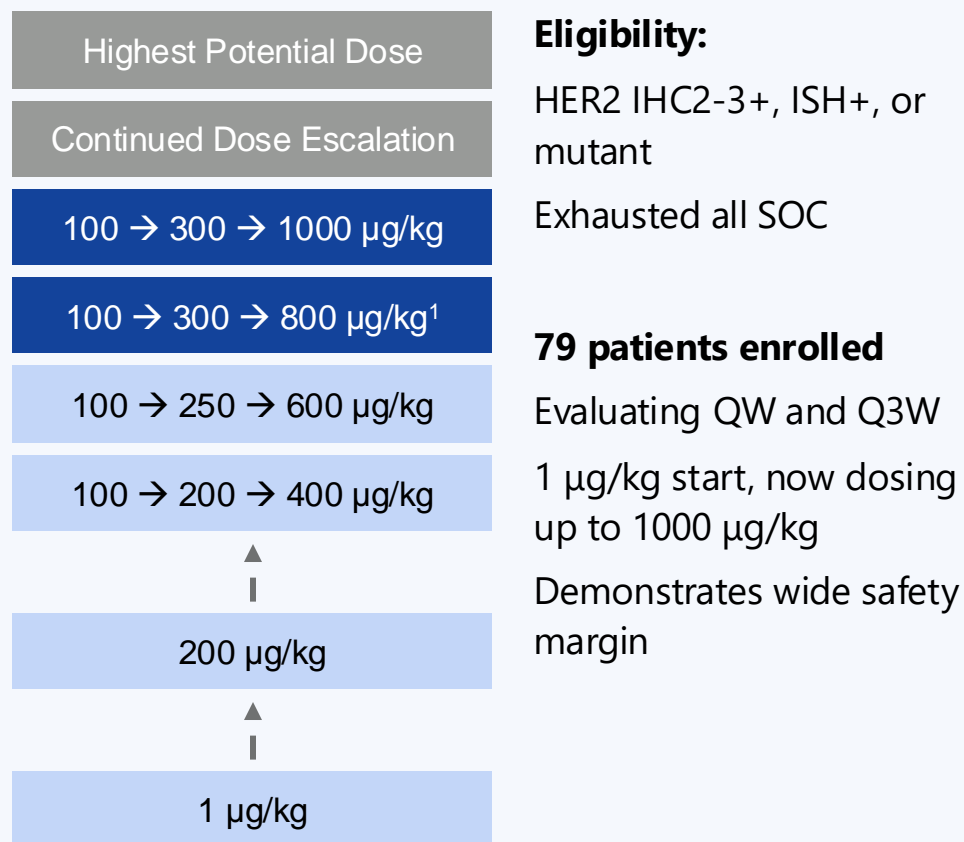 Highest Potential Dose
Continued Dose Escalation
100 → 300 → 1000 µg/kg
100 → 300 → 800 µg/kg¹
100 → 250 → 600 µg/kg
100 → 200 → 400 µg/kg
200 µg/kg
1 µg/kg
Eligibility:
HER2 IHC2-3+, ISH+, or
mutant
Exhausted all SOC
79 patients enrolled
Evaluating QW and Q3W
1 µg/kg start, now dosing
up to 1000 µg/kg
Demonstrates wide safety
margin